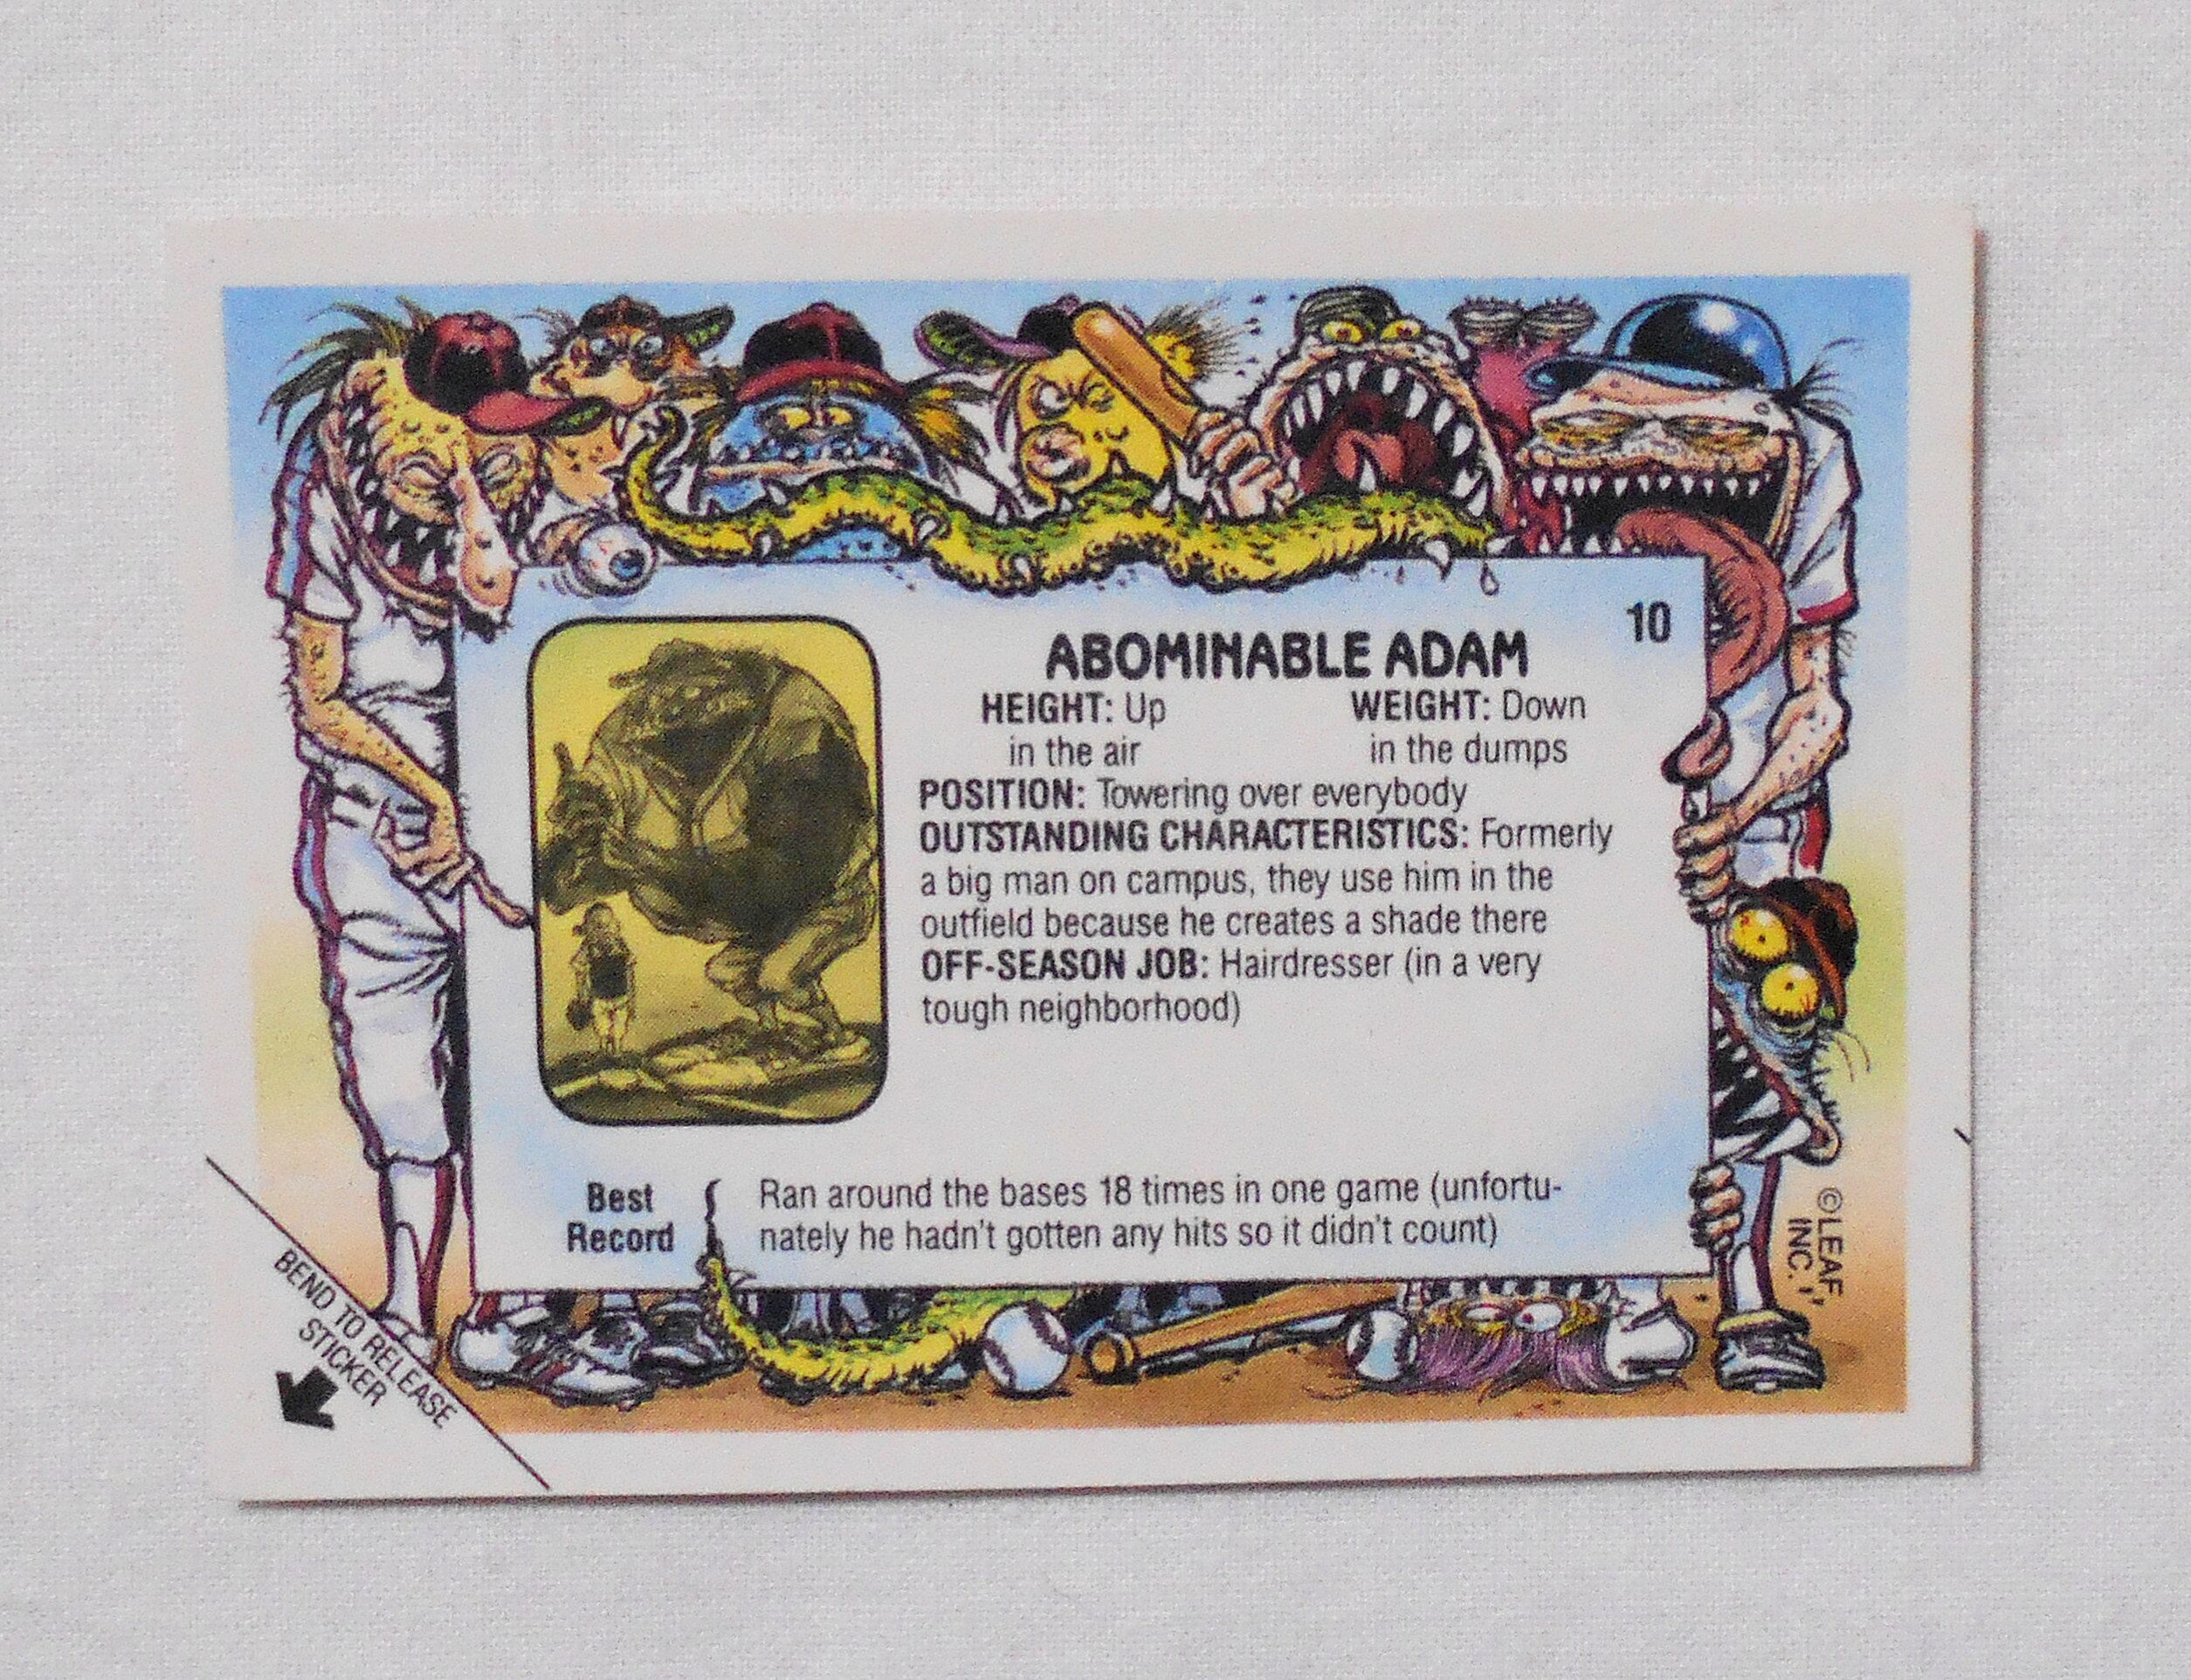 10
ABOMINABLE ADAM
HEIGHT: Up
in the air
WEIGHT: Down
in the dumps
POSITION: Towering over everybody
OUTSTANDING CHARACTERISTICS: Formerly
a big man on campus, they use him in the
outfield because he creates a shade there
OFF-SEASON JOB: Hairdresser (in a very
tough neighborhood)
Best
Record
Ran around the bases 18 times in one game (unfortu-
nately he hadn't gotten any hits so it didn't count)
©LEAF
INC.
BEND TO RELEASE
STICKER